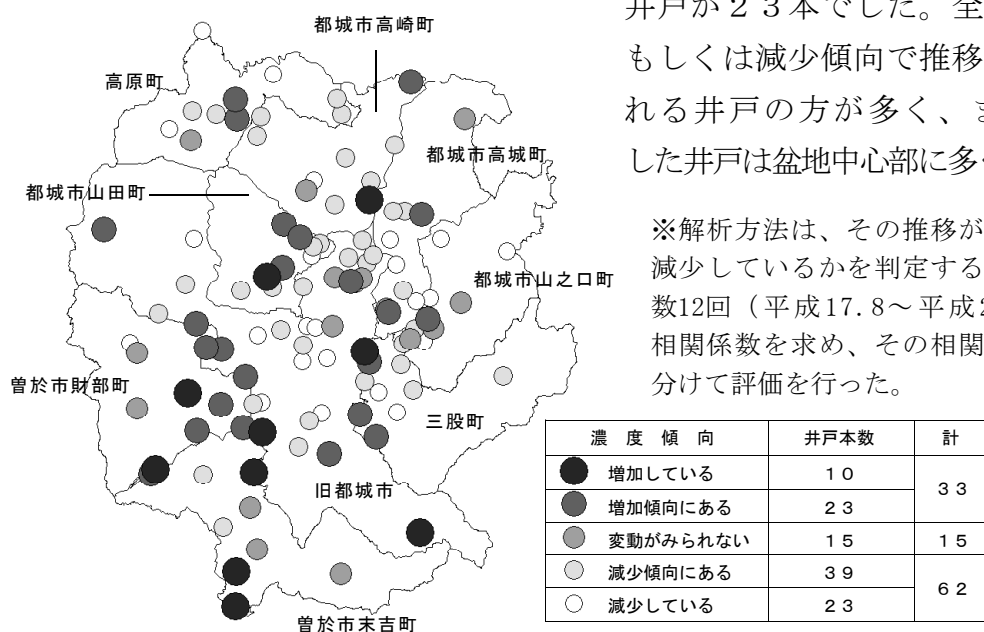 井戸が２３本でした。全
もしくは減少傾向で推移
れる井戸の方が多く、
した井戸は盆地中心部に多
※解析方法は、その推移が
減少しているかを判定する
数12回（平成17.8～平成2
相関係数を求め、その相関
分けて評価を行った。
都城市高崎町
高原町
都城市高城町
都城市山田町
都城市山之口町
曽於市財部町
三股町
旧都城市
曽於市末吉町
濃度傾向 井戸本数 計
増加している １０ ３３
増加傾向にある ２３
変動がみられない １５ １５
減少傾向にある ３９ ６２
減少している ２３